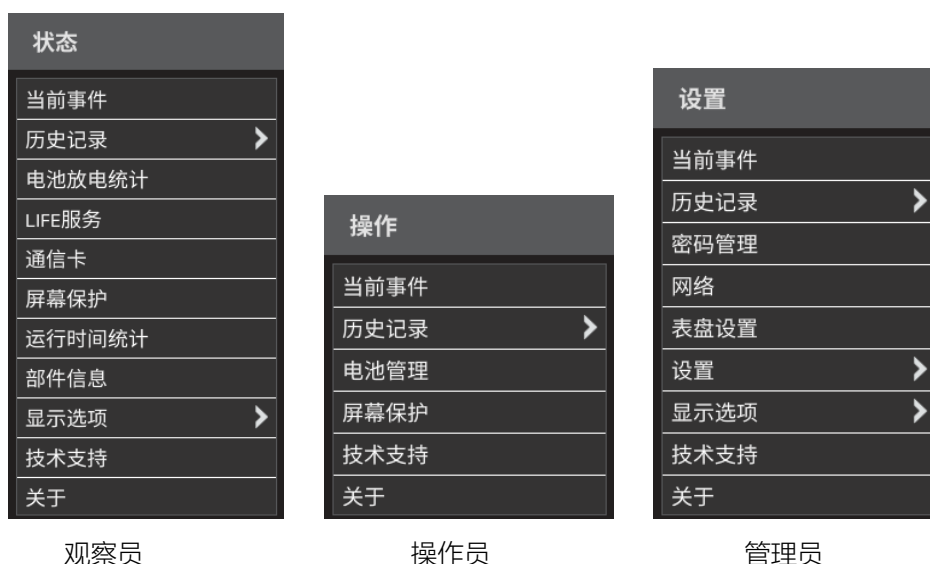 状态
当前事件
历史记录
电池放电统计
LIFE服务
通信卡
屏幕保护
运行时间统计
部件信息
显示选项
技术支持
关于
观察员
操作
当前事件
历史记录
电池管理
屏幕保护
技术支持
关于
操作员
设置
当前事件
历史记录
密码管理
网络
表盘设置
设置
显示选项
技术支持
关于
管理员